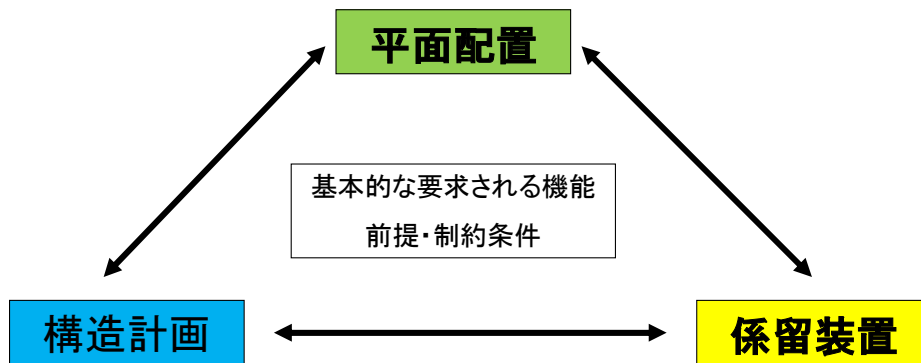 平面配置
基本的な要求される機能
前提・制約条件
構造計画
係留装置